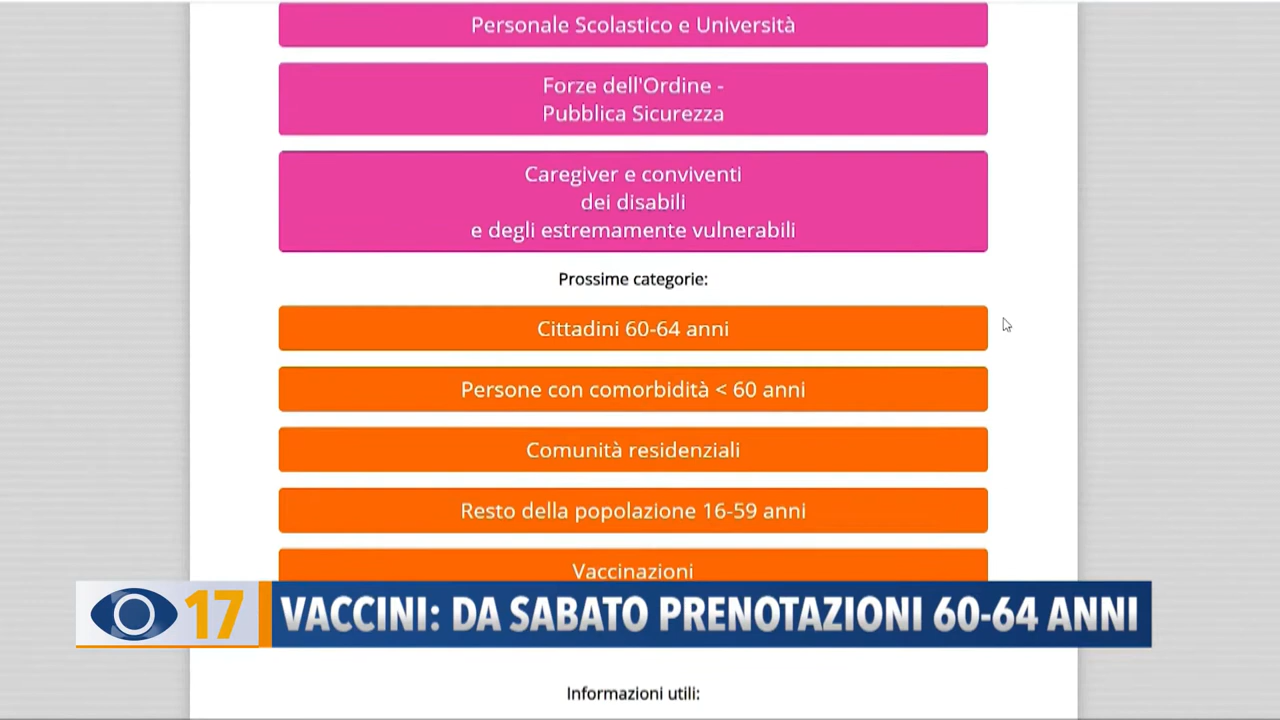 Personale Scolastico e Università
Forze dell'Ordine -
Pubblica Sicurezza
Caregiver e conviventi
dei disabili
e degli estremamente vulnerabili
Prossime categorie:
Cittadini 60-64 anni
Persone con comorbidità < 60 anni
Comunità residenziali
Resto della popolazione 16-59 anni
Vaccinazioni
17
VACCINI: DA SABATO PRENOTAZIONI 60-64 ANNI
Informazioni utili: